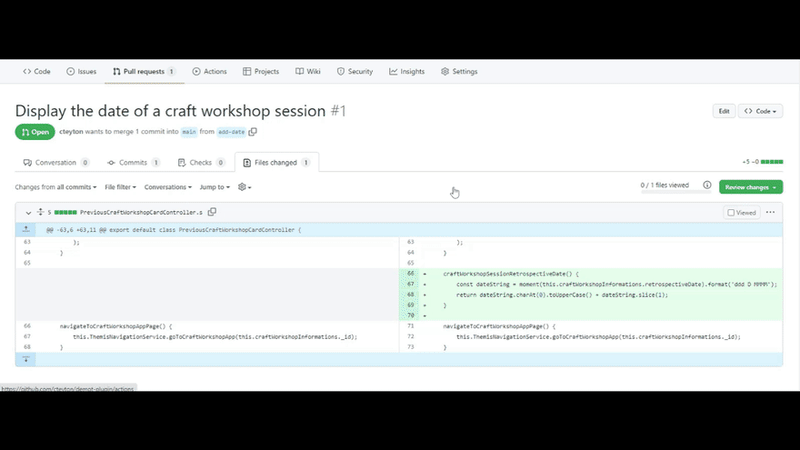 Code Issues Pull requests 1 Actions Projects Wiki Security Insights Settings
Display the date of a craft workshop session #1
Edit Code
Open cteyton wants to merge 1 commit into main from add-date
Conversation 0 Commits 1 Checks 0 Files changed 1 +5 −0
Changes from all commits File filter Conversations Jump to 0 / 1 files viewed Review changes
5 PreviousCraftWorkshopCardController.s Viewed
@@ -63,6 +63,11 @@ export default class PreviousCraftWorkshopCardController {
63 ); 63 );
64 } 64 }
65 65
66 + craftWorkshopSessionRetrospectiveDate() {
67 + const dateString = moment(this.craftWorkshopInformations.retrospectiveDate).format('ddd D MMMM');
68 + return dateString.charAt(0).toUpperCase() + dateString.slice(1);
69 + }
70 +
66 navigateToCraftWorkshopAppPage() { 71 navigateToCraftWorkshopAppPage() {
67 this.ThemisNavigationService.goToCraftWorkshopApp(this.craftWorkshopInformations._id); 72 this.ThemisNavigationService.goToCraftWorkshopApp(this.craftWorkshopInformations._id);
68 } 73 }
https://github.com/cteyton/demot-plugin/actions